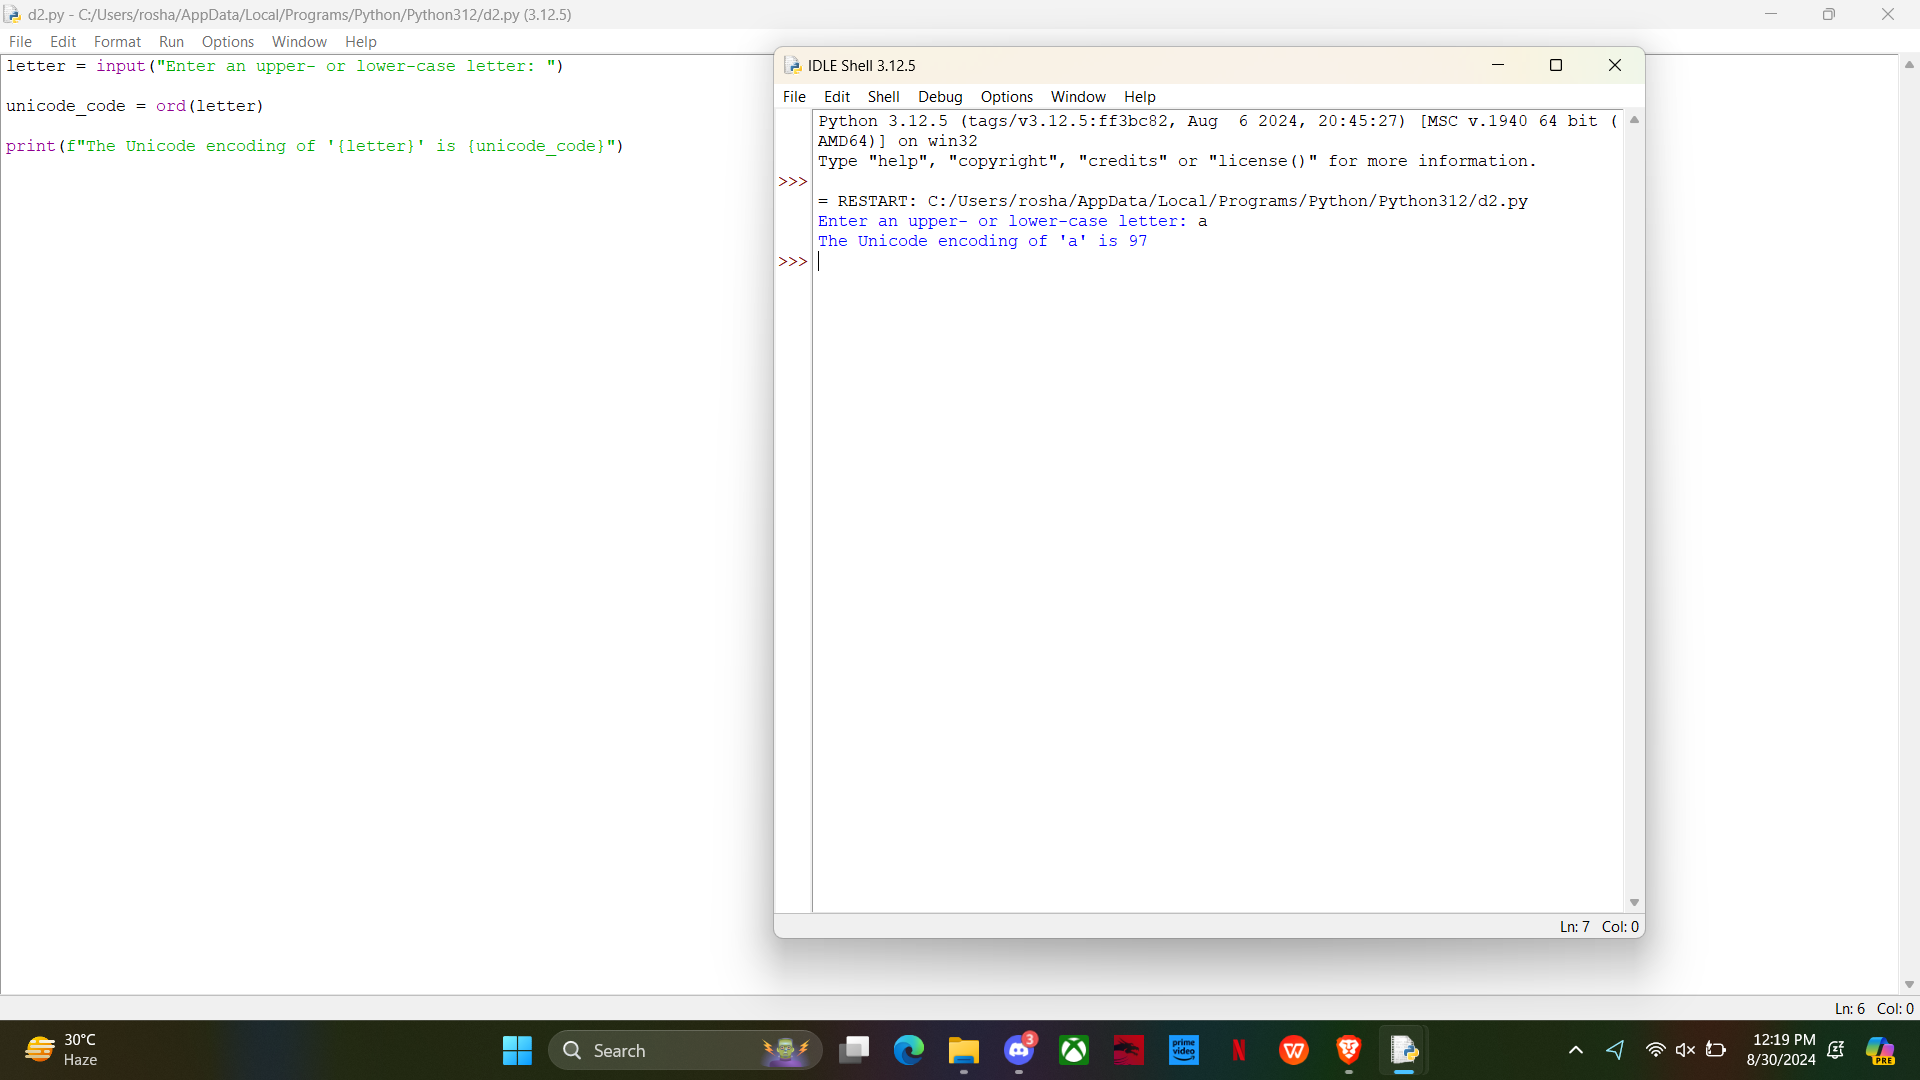 d2.py - C:/Users/rosha/AppData/Local/Programs/Python/Python312/d2.py (3.12.5)
File Edit Format Run Options Window Help
letter = input("Enter an upper- or lower-case letter: ")
unicode_code = ord(letter)
print(f"The Unicode encoding of '{letter}' is {unicode_code}")
IDLE Shell 3.12.5
File Edit Shell Debug Options Window Help
Python 3.12.5 (tags/v3.12.5:ff3bc82, Aug  6 2024, 20:45:27) [MSC v.1940 64 bit (
AMD64)] on win32
Type "help", "copyright", "credits" or "license()" for more information.
>>>
= RESTART: C:/Users/rosha/AppData/Local/Programs/Python/Python312/d2.py
Enter an upper- or lower-case letter: a
The Unicode encoding of 'a' is 97
>>>
Ln: 7 Col: 0
Ln: 6 Col: 0
30°C
Haze
Search
3
prime video
N
W
12:19 PM
8/30/2024
PRE